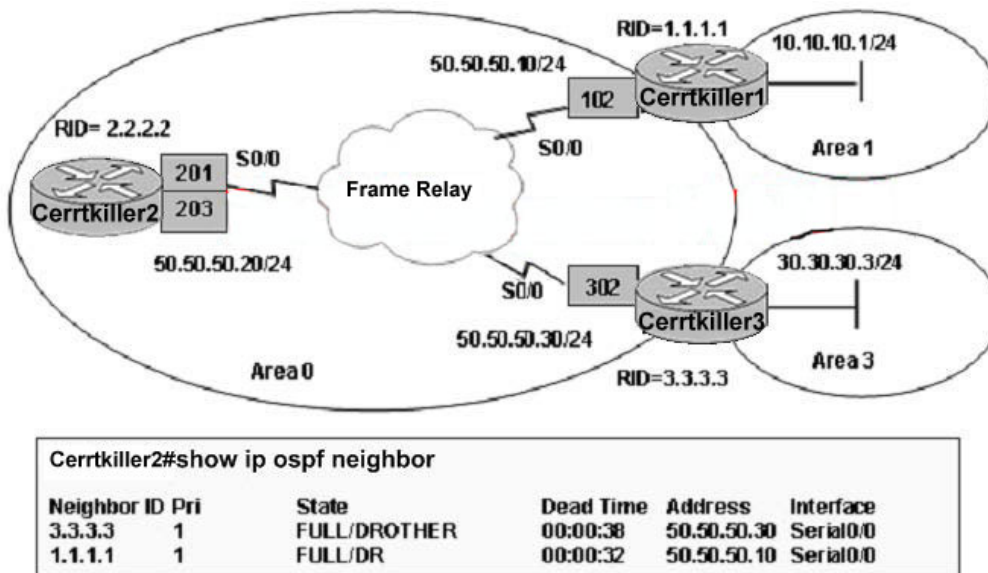 RID=1.1.1.1
10.10.10.1/24
50.50.50.10/24
102
Cerrtkiller1
S0/0
Area 1
RID= 2.2.2.2
201
S0/0
203
Cerrtkiller2
50.50.50.20/24
Frame Relay
30.30.30.3/24
S0/0
302
Cerrtkiller3
50.50.50.30/24
Area 0
RID=3.3.3.3
Area 3
Cerrtkiller2#show ip ospf neighbor
Neighbor ID Pri State Dead Time Address Interface
3.3.3.3 1 FULL/DROTHER 00:00:38 50.50.50.30 Serial0/0
1.1.1.1 1 FULL/DR 00:00:32 50.50.50.10 Serial0/0